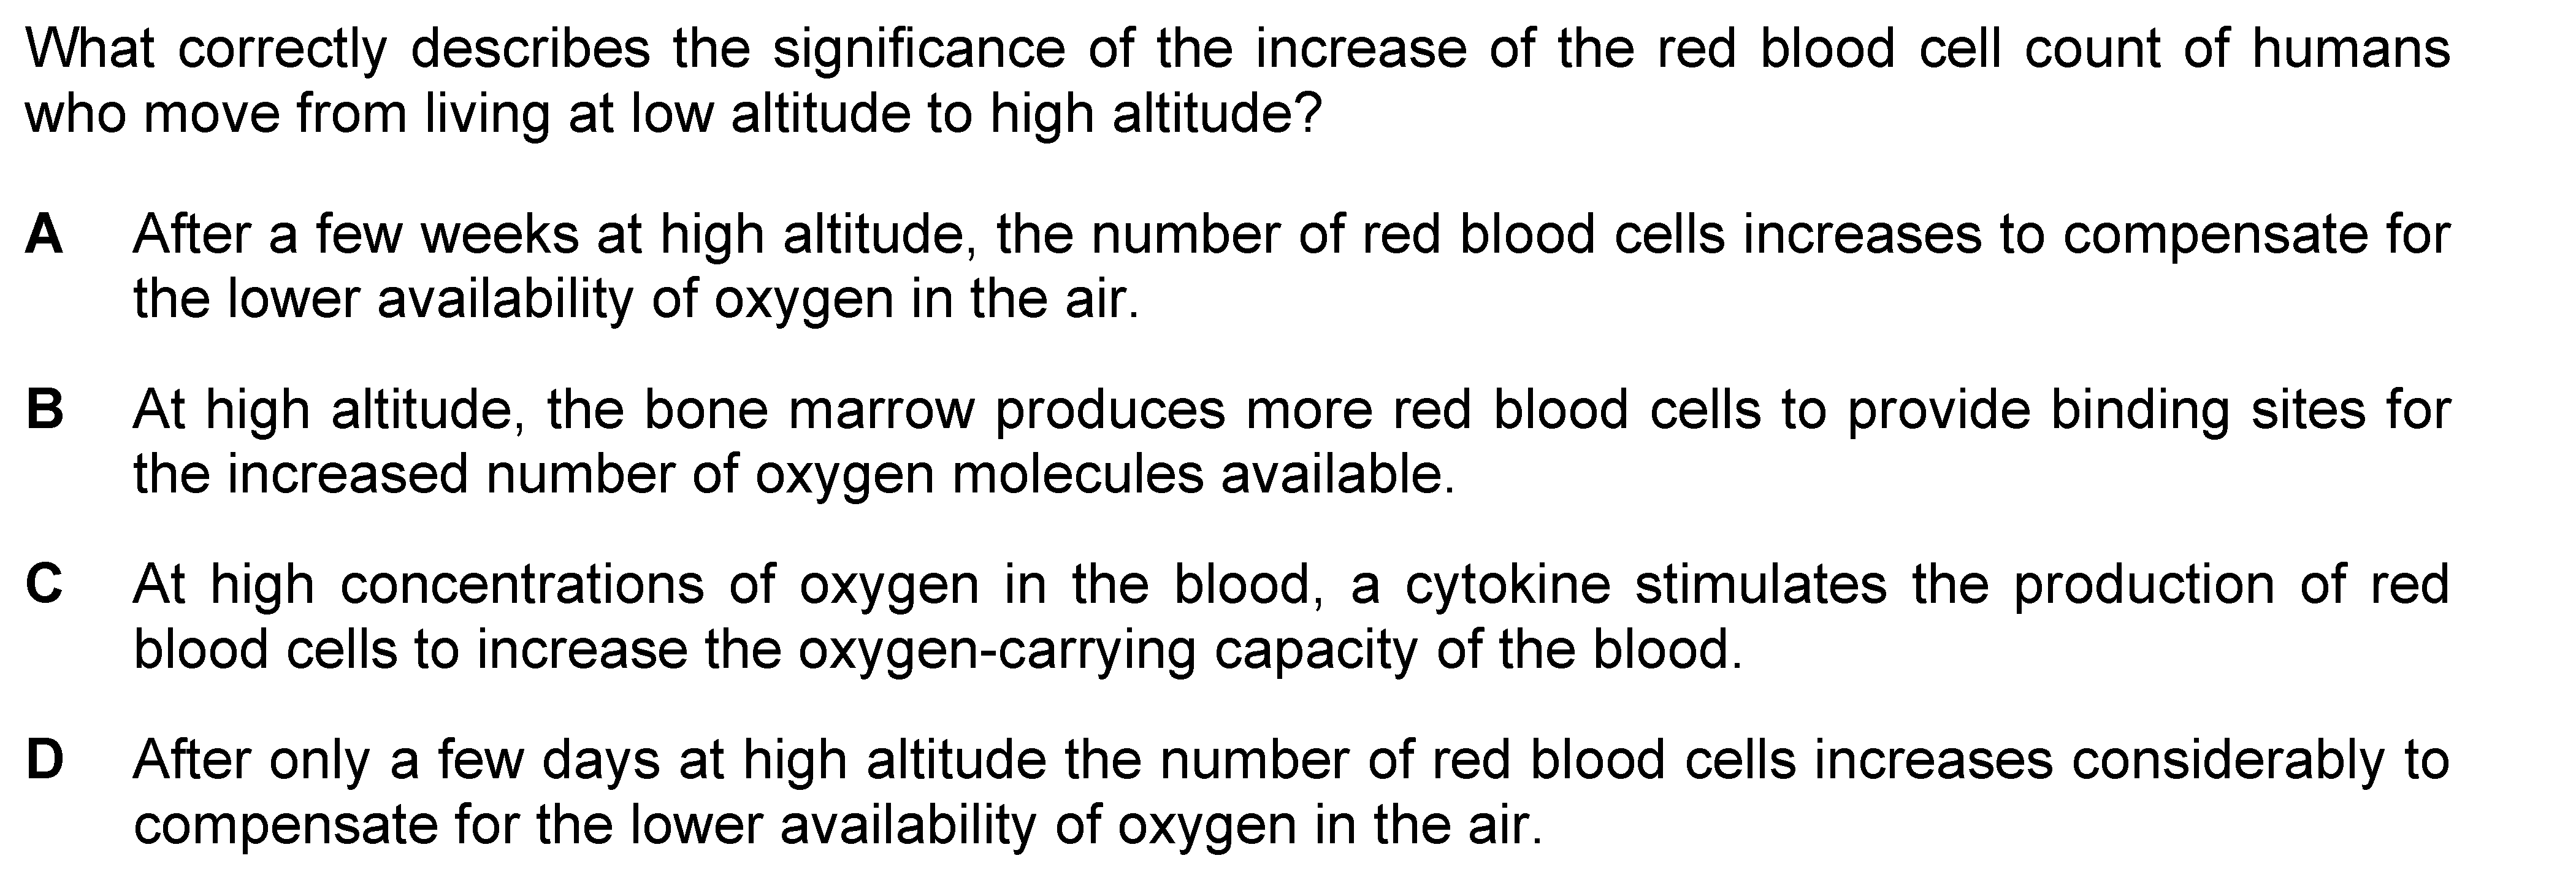 What correctly describes the significance of the increase of the red blood cell count of humans
who move from living at low altitude to high altitude?
A After a few weeks at high altitude, the number of red blood cells increases to compensate for
the lower availability of oxygen in the air.
B At high altitude, the bone marrow produces more red blood cells to provide binding sites for
the increased number of oxygen molecules available.
C At high concentrations of oxygen in the blood, a cytokine stimulates the production of red
blood cells to increase the oxygen-carrying capacity of the blood.
D After only a few days at high altitude the number of red blood cells increases considerably to
compensate for the lower availability of oxygen in the air.